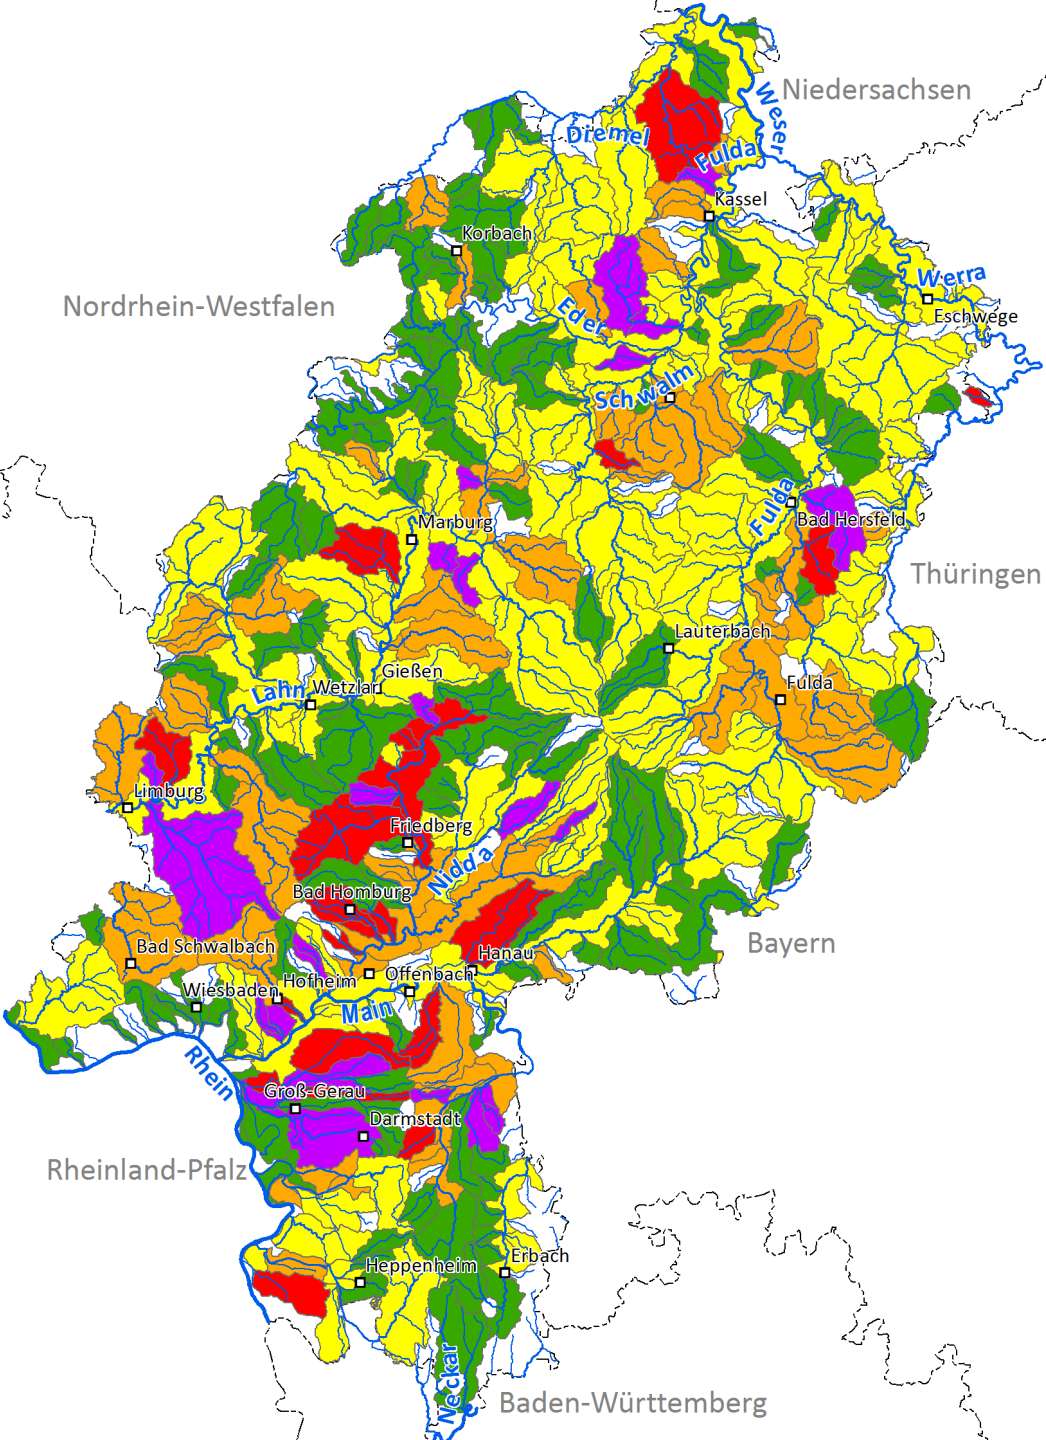 Niedersachsen
Weser
Diemel
Fulda
Kassel
Korbach
Werra
Nordrhein-Westfalen
Eder
Eschwege
Schwalm
Fulda
Bad Hersfeld
Marburg
Thüringen
Lauterbach
Gießen
Lahn
Wetzlar
Fulda
Limburg
Friedberg
Nidda
Bad Homburg
Bayern
Bad Schwalbach
Hanau
Hofheim
Offenbach
Wiesbaden
Main
Rhein
Groß-Gerau
Darmstadt
Rheinland-Pfalz
Erbach
Heppenheim
Neckar
Baden-Württemberg